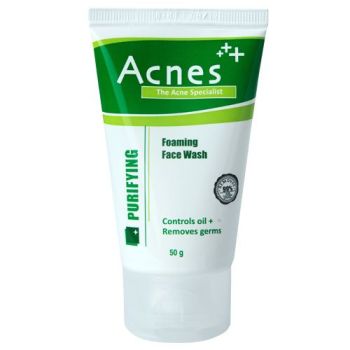 Acnes
The Acne Specialist
Foaming
Face Wash
PURIFYING
Controls oil +
Removes germs
50 g